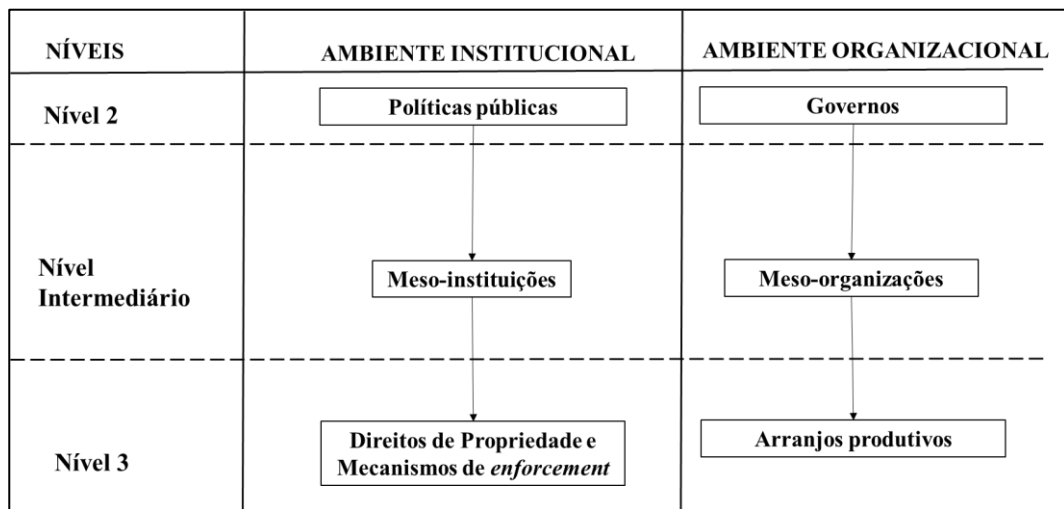 NÍVEIS
AMBIENTE INSTITUCIONAL
AMBIENTE ORGANIZACIONAL
Nível 2
Políticas públicas
Governos
Nível
Intermediário
Meso-instituições
Meso-organizações
Nível 3
Direitos de Propriedade e
Mecanismos de enforcement
Arranjos produtivos